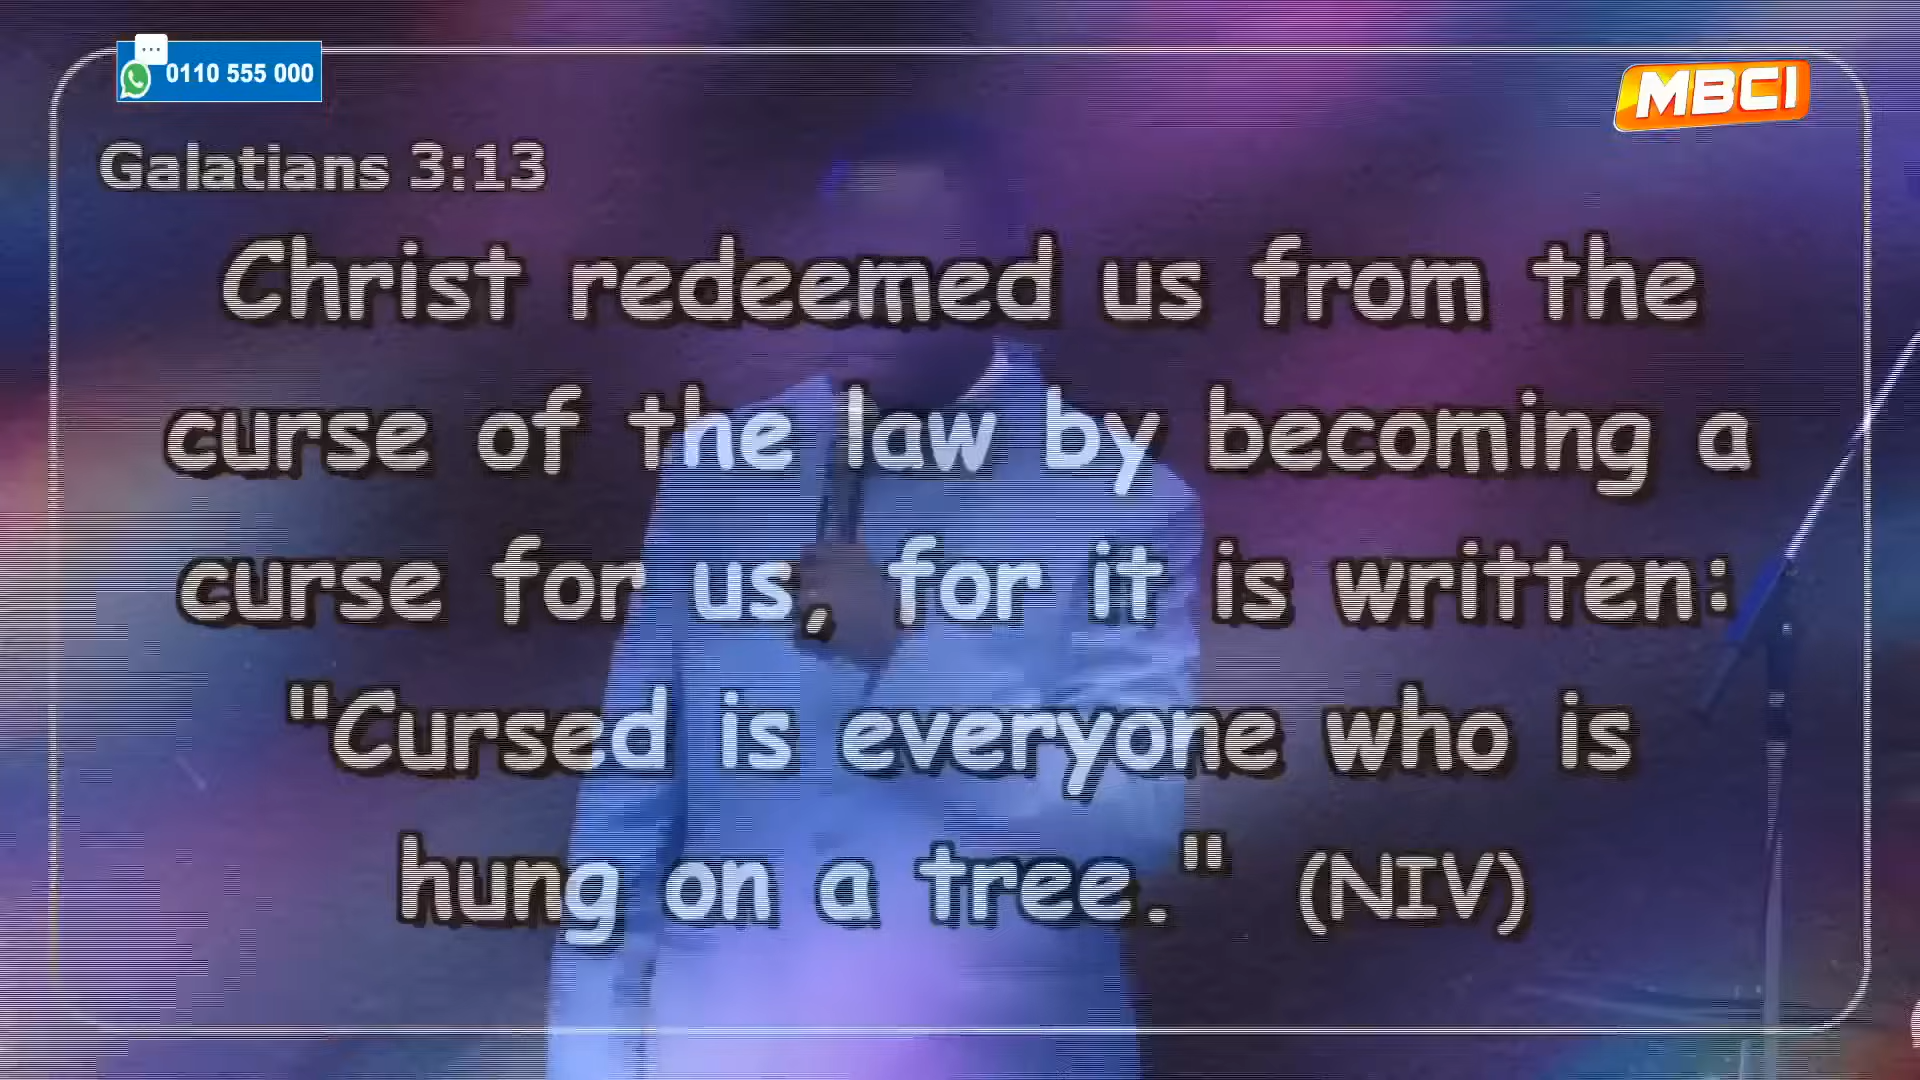 0110 555 000
MBCI
Galatians 3:13
Christ redeemed us from the
curse of the law by becoming a
curse for us, for it is written:
"Cursed is everyone who is
hung on a tree." (NIV)